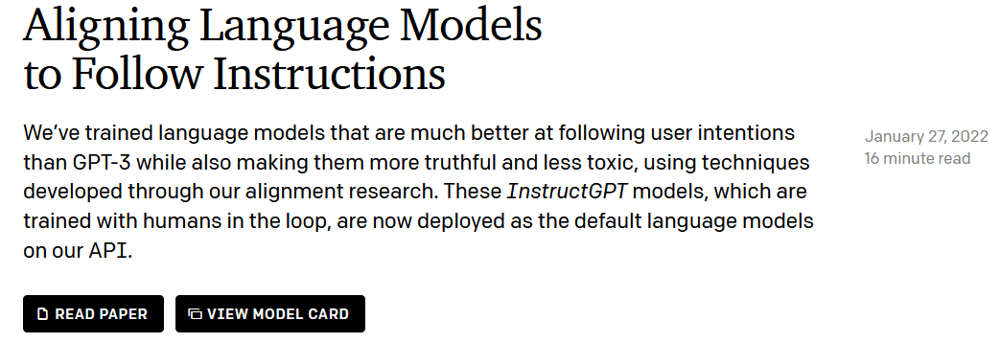 Aligning Language Models
to Follow Instructions
We’ve trained language models that are much better at following user intentions
than GPT-3 while also making them more truthful and less toxic, using techniques
developed through our alignment research. These InstructGPT models, which are
trained with humans in the loop, are now deployed as the default language models
on our API.
January 27, 2022
16 minute read
READ PAPER
VIEW MODEL CARD